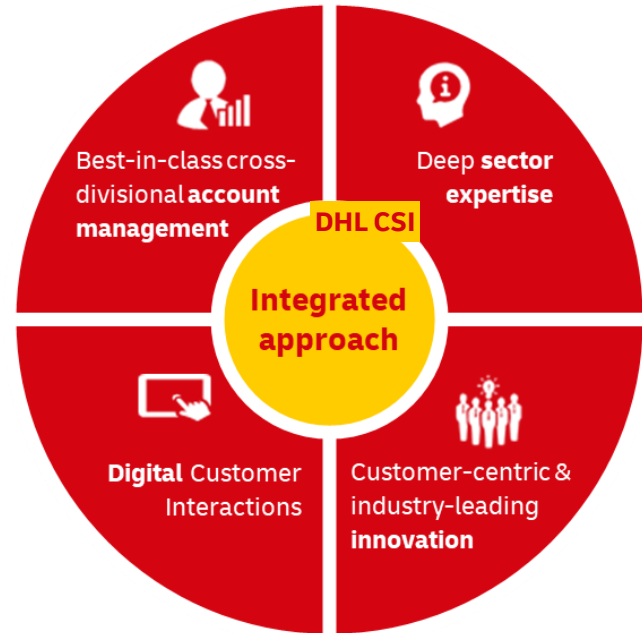 Best-in-class cross-
divisional account
management
Deep sector
expertise
DHL CSI
Integrated
approach
Digital Customer
Interactions
Customer-centric &
industry-leading
innovation